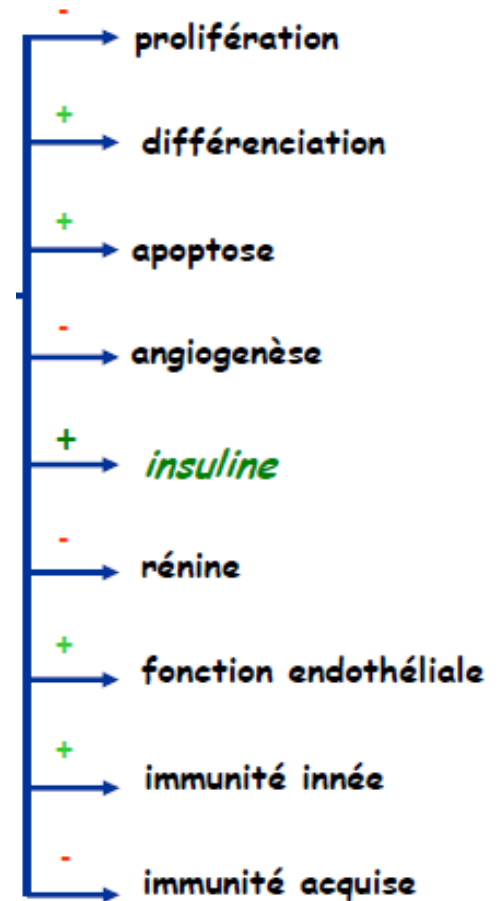 -
prolifération
+
différenciation
+
apoptose
-
angiogenèse
+
insuline
-
rénine
+
fonction endothéliale
+
immunité innée
-
immunité acquise